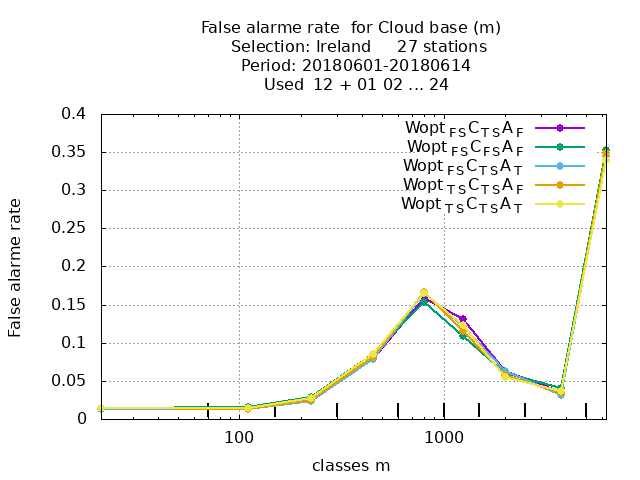 False alarme rate  for Cloud base (m)
Selection: Ireland     27 stations
Period: 20180601-20180614
Used  12 + 01 02 ... 24
0.4
0.35
0.3
0.25
0.2
0.15
0.1
0.05
0
False alarme rate
Wopt FS C TS A F
Wopt FS C FS A F
Wopt FS C TS A T
Wopt TS C TS A F
Wopt TS C TS A T
100 1000
classes m